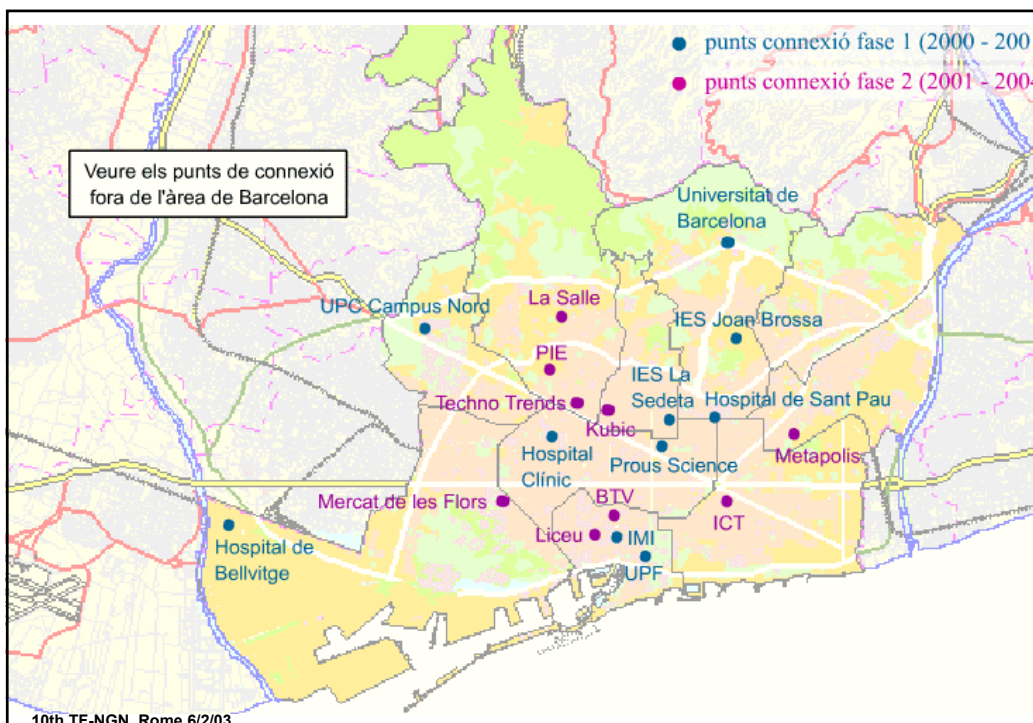 punts connexió fase 1 (2000 - 200
punts connexió fase 2 (2001 - 2004
Veure els punts de connexió
fora de l'àrea de Barcelona
Universitat de
Barcelona
La Salle
UPC Campus Nord
IES Joan Brossa
PIE
IES La
Sedeta
Techno Trends
Hospital de Sant Pau
Kubic
Hospital
Clínic
Prous Science
Metapolis
Mercat de les Flors
BTV
ICT
Liceu
IMI
Hospital de
Bellvitge
UPF
10th TF-NGN, Rome 6/2/03